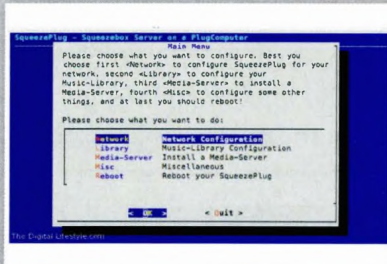 SqueezePlug - Squeezebox Server on a PlugComputer
Main Menu
Please choose what you want to configure. Best you
choose first <Network> to configure SqueezePlug for your
network, second <Library> to configure your
Music-Library, third <Media-Server> to install a
Media-Server, fourth <Misc> to configure some other
things, and at last you should reboot!
Please choose what you want to do:
Network Network Configuration
Library Music-Library Configuration
Media-Server Install a Media-Server
Misc Miscellaneous
Reboot Reboot your SqueezePlug
< OK > < Quit >
The Digital Lifestyle.com